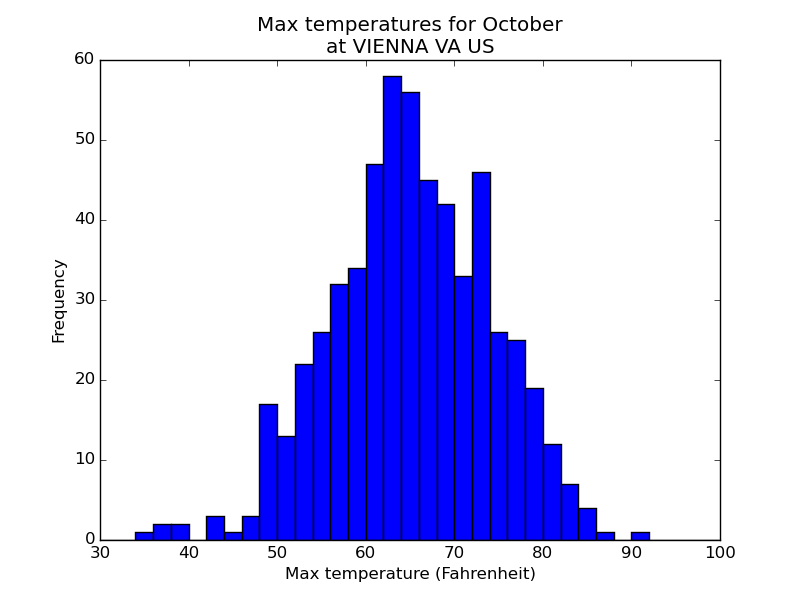 Max temperatures for October
at VIENNA VA US
60
50
40
30
20
10
0
Frequency
30 40 50 60 70 80 90 100
Max temperature (Fahrenheit)